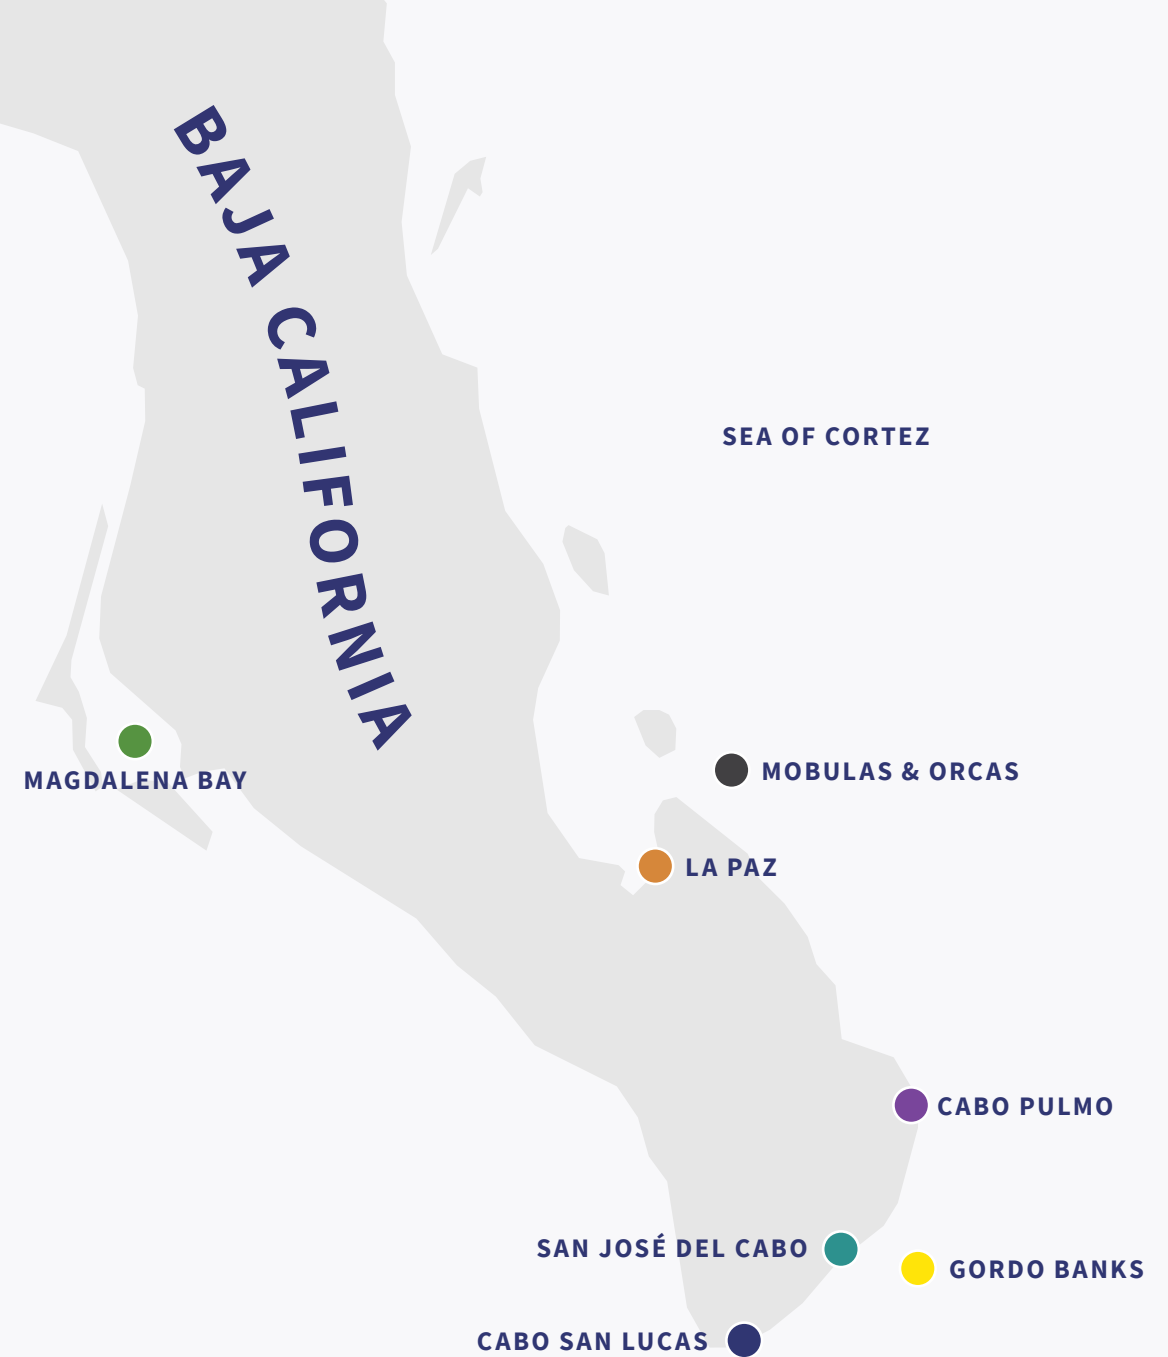 BAJA CALIFORNIA
SEA OF CORTEZ
MAGDALENA BAY
MOBULAS & ORCAS
LA PAZ
CABO PULMO
SAN JOSÉ DEL CABO
GORDO BANKS
CABO SAN LUCAS